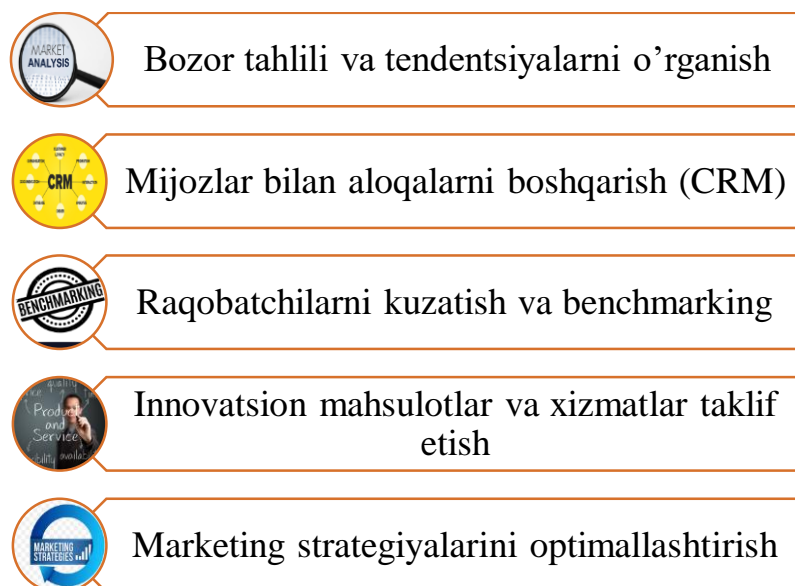 MARKET
ANALYSIS
Bozor tahlili va tendentsiyalarni o’rganish
CRM
Mijozlar bilan aloqalarni boshqarish (CRM)
BENCHMARKING
Raqobatchilarni kuzatish va benchmarking
quality
Product
and
Service
Innovatsion mahsulotlar va xizmatlar taklif
etish
MARKETING
STRATEGIES
Marketing strategiyalarini optimallashtirish